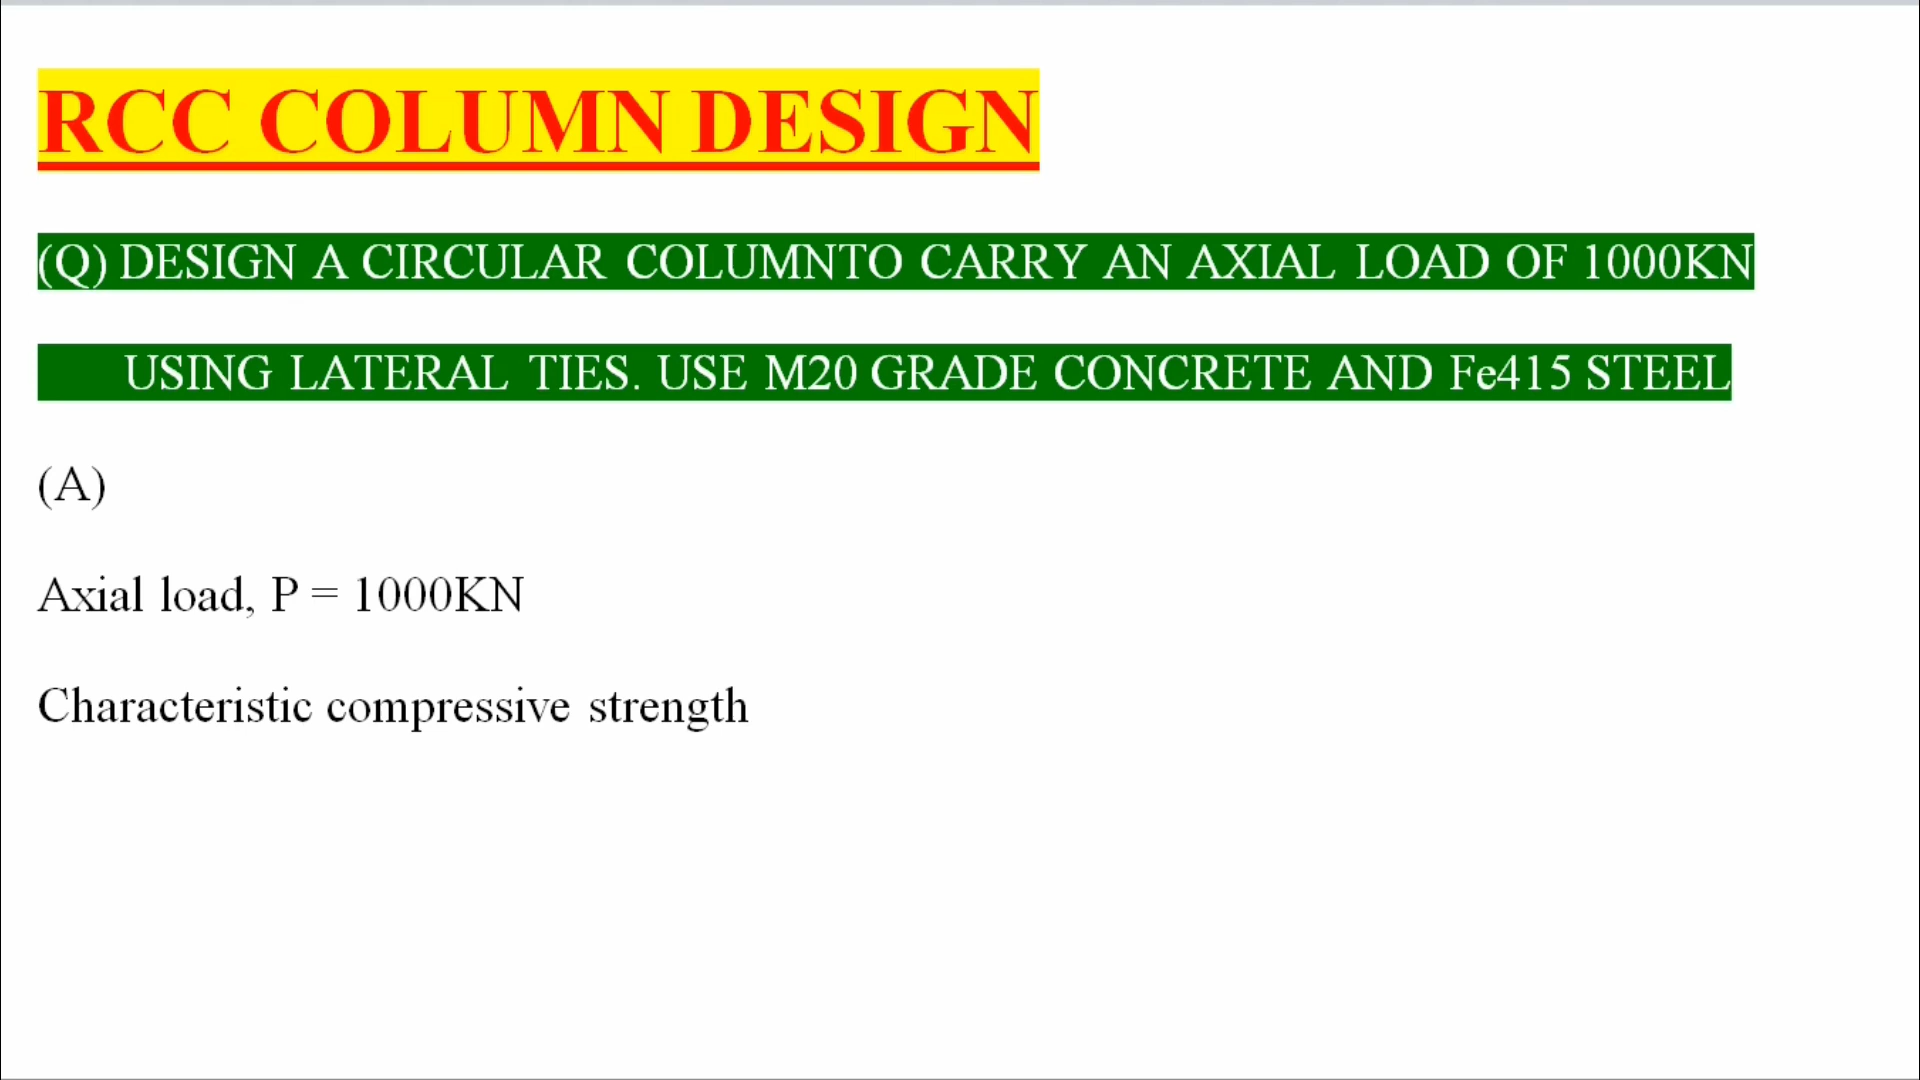 RCC COLUMN DESIGN
(Q) DESIGN A CIRCULAR COLUMNTO CARRY AN AXIAL LOAD OF 1000KN
USING LATERAL TIES. USE M20 GRADE CONCRETE AND Fe415 STEEL
(A)
Axial load, P = 1000KN
Characteristic compressive strength